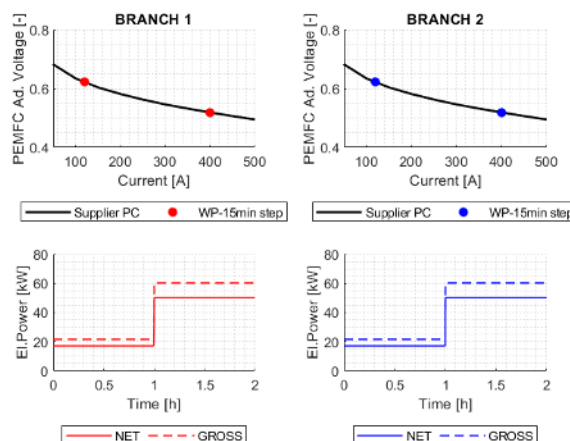 BRANCH 1
BRANCH 2
PEMFC Ad. Voltage [-]
0.8
0.6
0.4
100 200 300 400 500
Current [A]
PEMFC Ad. Voltage [-]
0.8
0.6
0.4
100 200 300 400 500
Current [A]
Supplier PC WP-15min step
Supplier PC WP-15min step
El.Power [kW]
80
60
40
20
0
0 0.5 1 1.5 2
Time [h]
El.Power [kW]
80
60
40
20
0
0 0.5 1 1.5 2
Time [h]
NET GROSS
NET GROSS